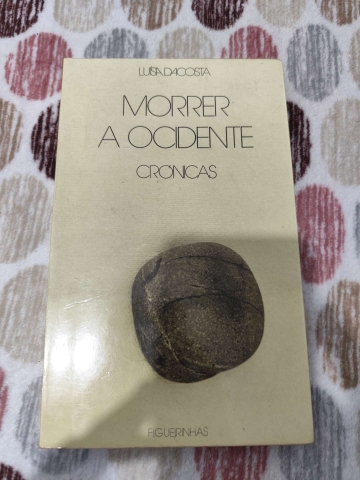 LUÍSA DACOSTA
MORRER
A OCIDENTE
CRÓNICAS
FIGUEIRINHAS